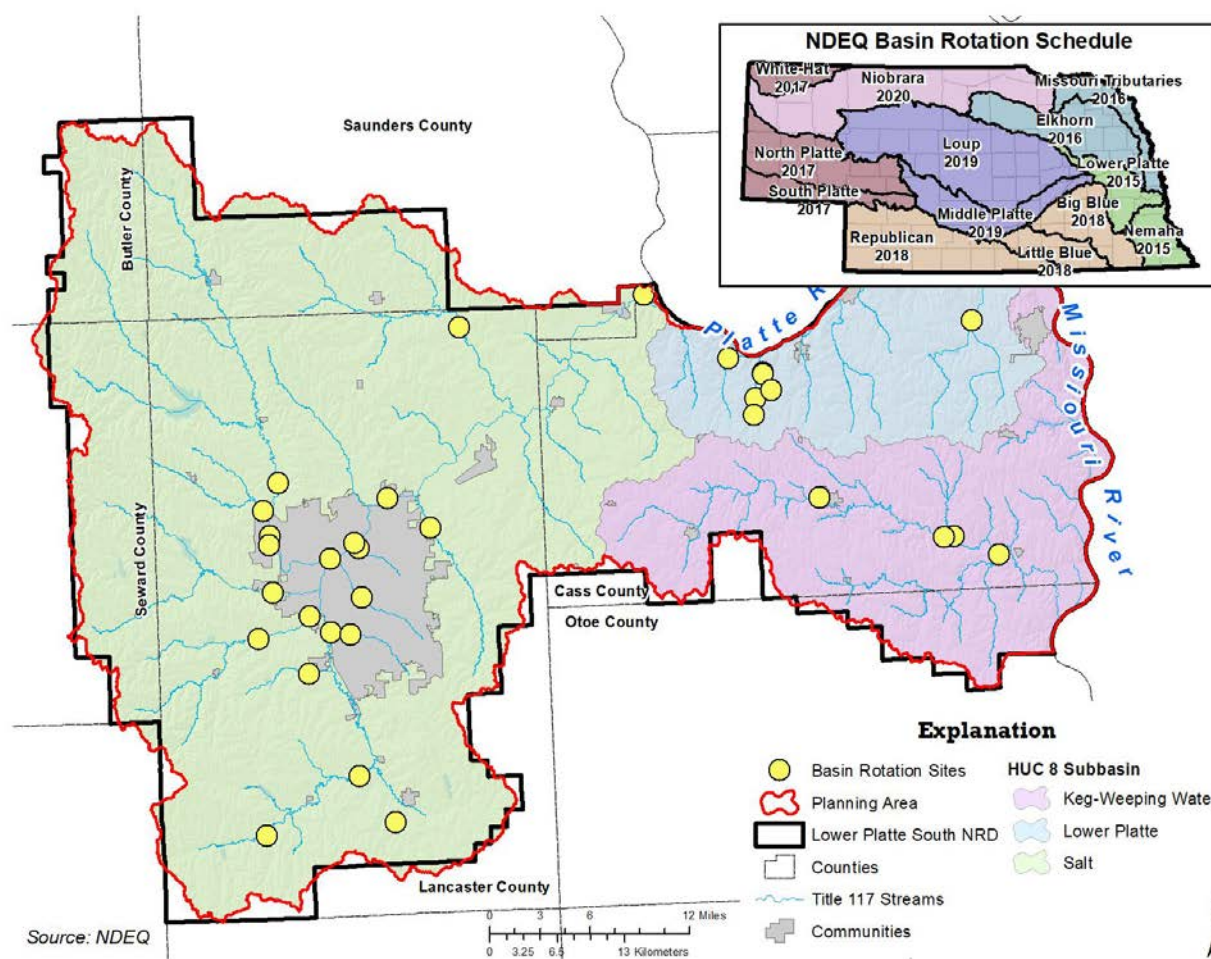 NDEQ Basin Rotation Schedule
White-Hat
2017
Niobrara
2020
Missouri Tributaries
2016
Elkhorn
2016
Loup
2019
North Platte
2017
Lower Platte
2015
South Platte
2017
Big Blue
2018
Middle Platte
2019
Nemaha
2015
Republican
2018
Little Blue
2018
Saunders County
Butler County
Seward County
Platte R
Missouri River
Cass County
Otoe County
Lancaster County
Explanation
Basin Rotation Sites
Planning Area
Lower Platte South NRD
Counties
Title 117 Streams
Communities
HUC 8 Subbasin
Keg-Weeping Wate
Lower Platte
Salt
0 3 6 12 Miles
0 3.25 6.5 13 Kilometers
Source: NDEQ